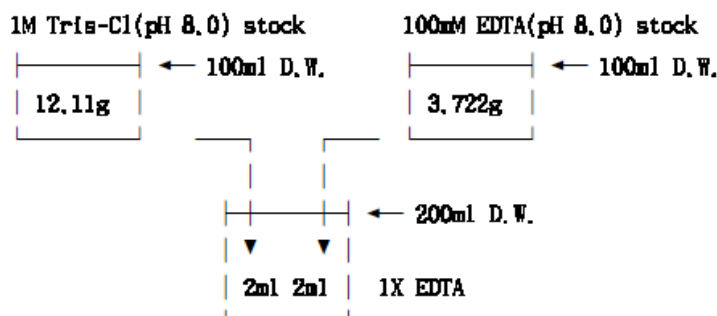 1M Tris-Cl(pH 8.0) stock 100mM EDTA(pH 8.0) stock
100ml D.W. 100ml D.W.
12.11g 3.722g
200ml D.W.
2ml 2ml 1X EDTA